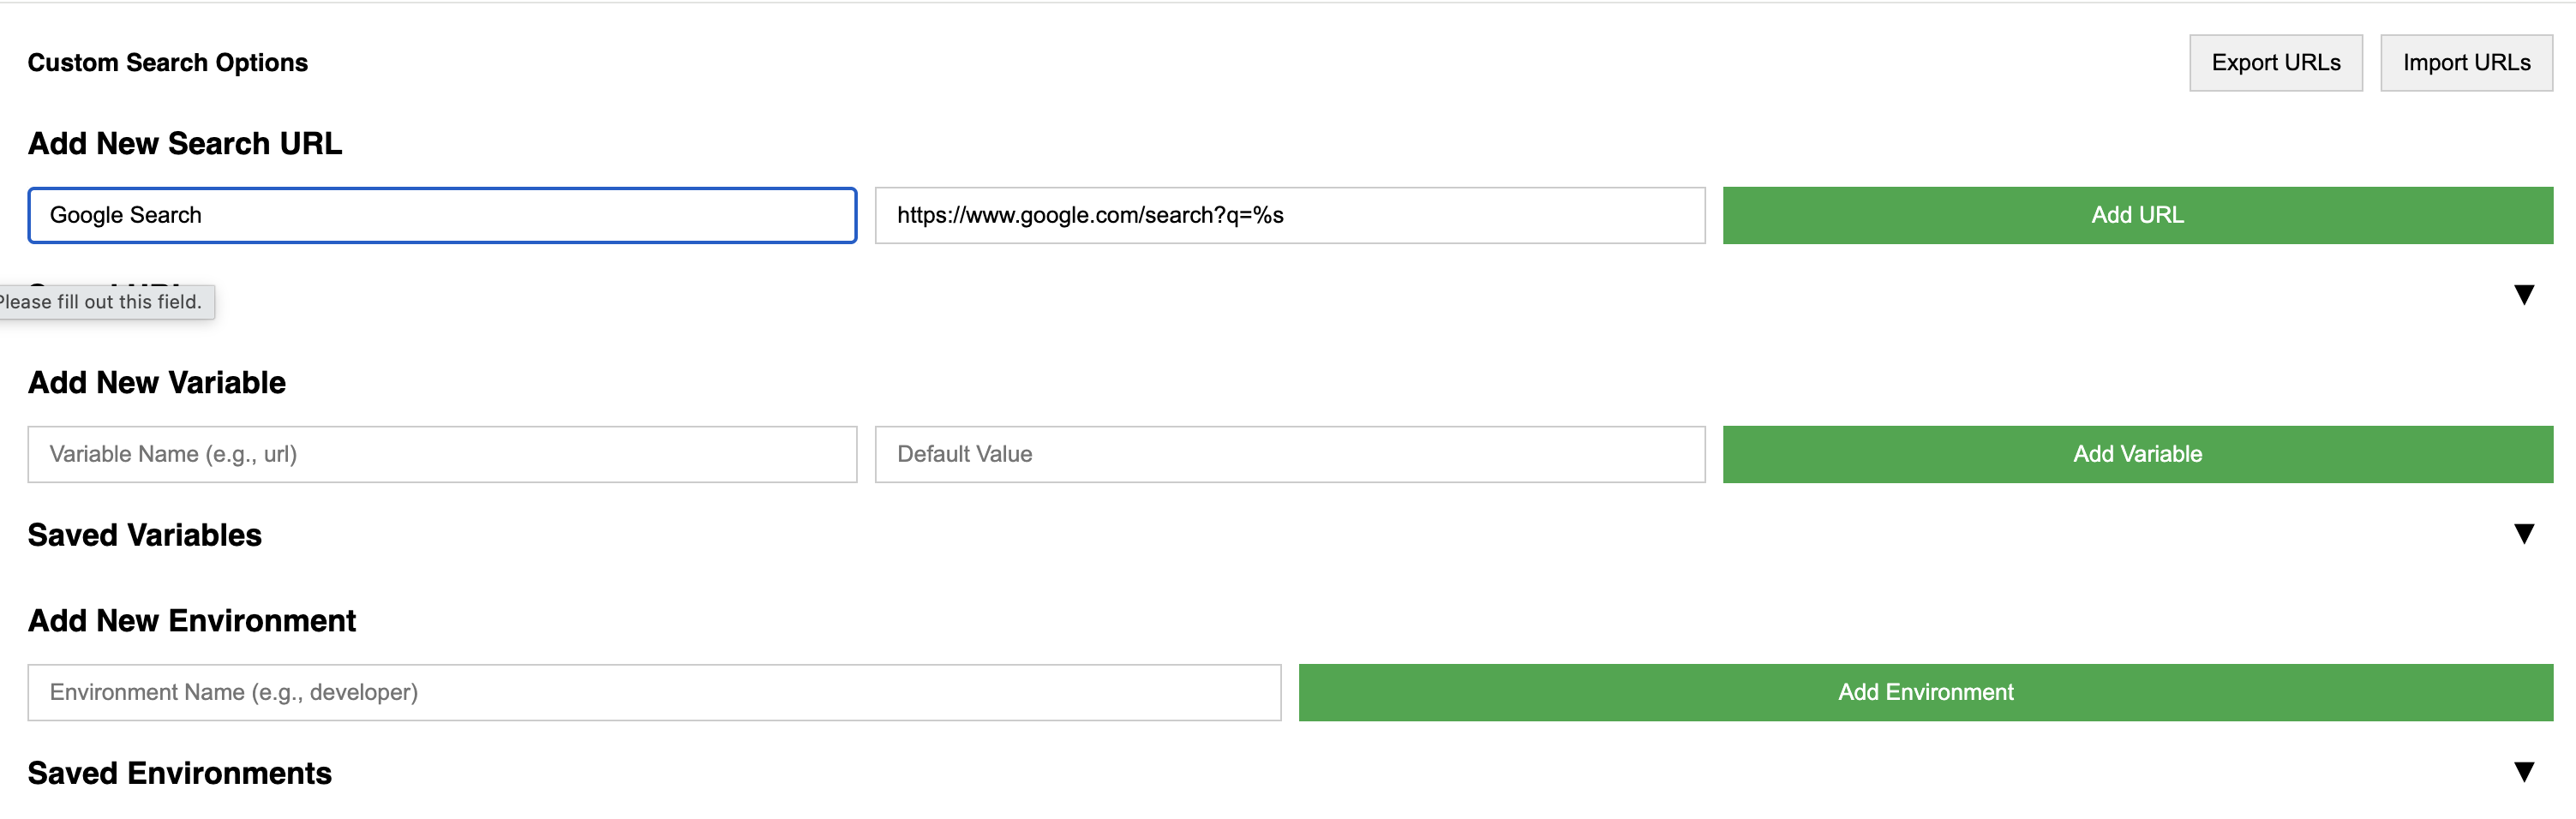 Custom Search Options
Export URLs
Import URLs
Add New Search URL
Google Search
https://www.google.com/search?q=%s
Add URL
Please fill out this field.
▼
Add New Variable
Variable Name (e.g., url)
Default Value
Add Variable
Saved Variables
▼
Add New Environment
Environment Name (e.g., developer)
Add Environment
Saved Environments
▼